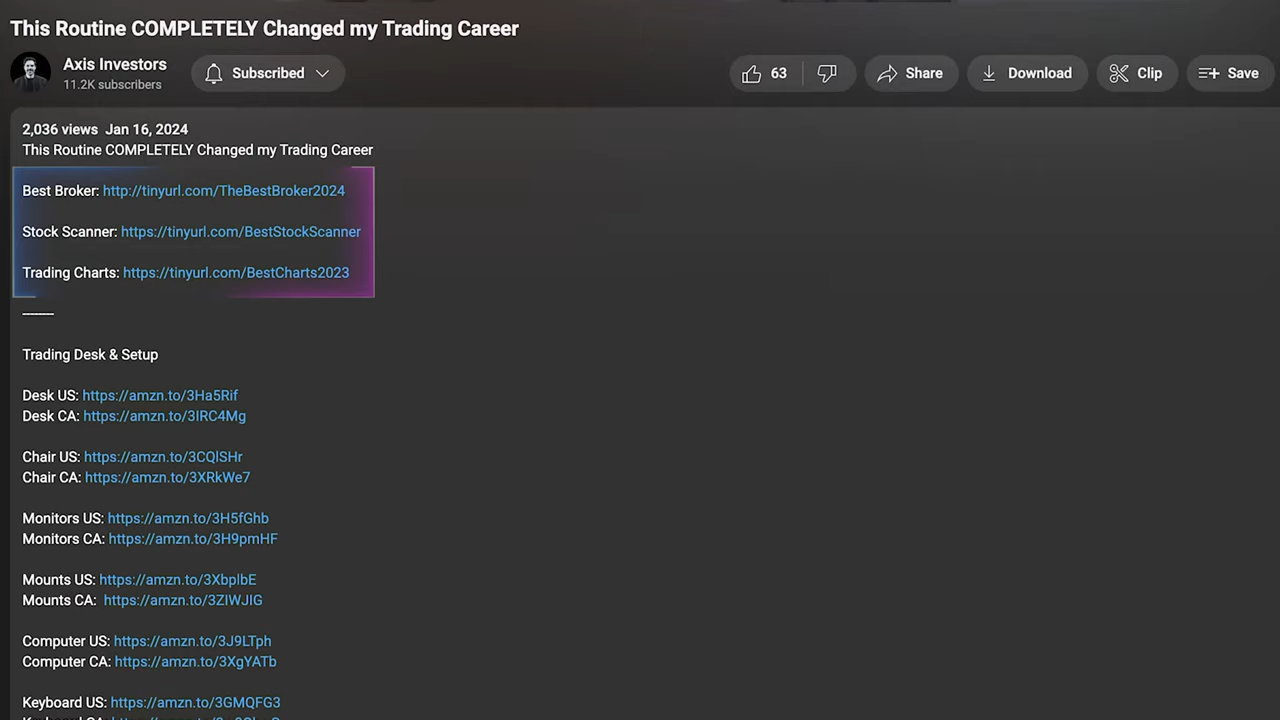 This Routine COMPLETELY Changed my Trading Career
Axis Investors
11.2K subscribers
Subscribed
63
Share
Download
Clip
Save
2,036 views Jan 16, 2024
This Routine COMPLETELY Changed my Trading Career
Best Broker: http://tinyurl.com/TheBestBroker2024
Stock Scanner: https://tinyurl.com/BestStockScanner
Trading Charts: https://tinyurl.com/BestCharts2023
--------
Trading Desk & Setup
Desk US: https://amzn.to/3Ha5Rif
Desk CA: https://amzn.to/3IRC4Mg
Chair US: https://amzn.to/3CQlSHr
Chair CA: https://amzn.to/3XRkWe7
Monitors US: https://amzn.to/3H5fGhb
Monitors CA: https://amzn.to/3H9pmHF
Mounts US: https://amzn.to/3XbplbE
Mounts CA: https://amzn.to/3ZIWJIG
Computer US: https://amzn.to/3J9LTph
Computer CA: https://amzn.to/3XgYATb
Keyboard US: https://amzn.to/3GMQFG3